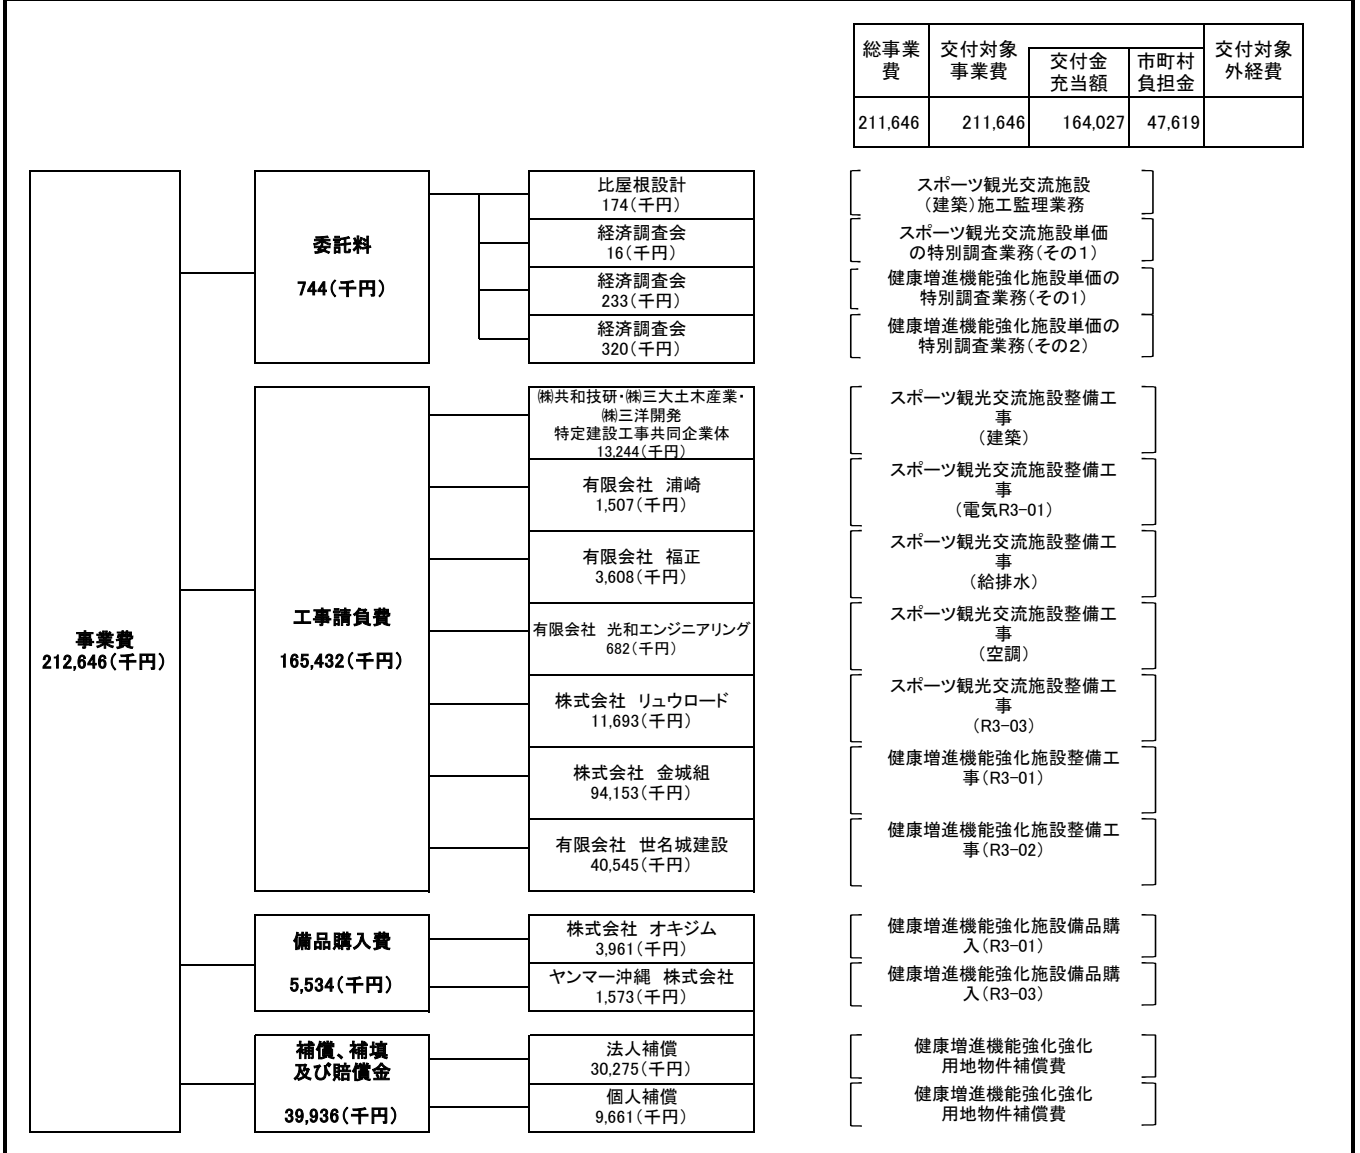 総事業
費
交付対象
事業費
交付金
充当額
市町村
負担金
交付対象
外経費
211,646
211,646
164,027
47,619
事業費
212,646(千円)
委託料
744(千円)
比屋根設計
174(千円)
スポーツ観光交流施設
(建築)施工監理業務
経済調査会
16(千円)
スポーツ観光交流施設単価
の特別調査業務(その1)
経済調査会
233(千円)
健康増進機能強化施設単価の
特別調査業務(その1)
経済調査会
320(千円)
健康増進機能強化施設単価の
特別調査業務(その2)
工事請負費
165,432(千円)
㈱共和技研・㈱三大土木産業・
㈱三洋開発
特定建設工事共同企業体
13,244(千円)
スポーツ観光交流施設整備工
事
(建築)
有限会社 浦崎
1,507(千円)
スポーツ観光交流施設整備工
事
(電気R3-01)
有限会社 福正
3,608(千円)
スポーツ観光交流施設整備工
事
(給排水)
有限会社 光和エンジニアリング
682(千円)
スポーツ観光交流施設整備工
事
(空調)
株式会社 リュウロード
11,693(千円)
スポーツ観光交流施設整備工
事
(R3-03)
株式会社 金城組
94,153(千円)
健康増進機能強化施設整備工
事(R3-01)
有限会社 世名城建設
40,545(千円)
健康増進機能強化施設整備工
事(R3-02)
備品購入費
5,534(千円)
株式会社 オキジム
3,961(千円)
健康増進機能強化施設備品購
入(R3-01)
ヤンマー沖縄 株式会社
1,573(千円)
健康増進機能強化施設備品購
入(R3-03)
補償、補填
及び賠償金
39,936(千円)
法人補償
30,275(千円)
健康増進機能強化強化
用地物件補償費
個人補償
9,661(千円)
健康増進機能強化強化
用地物件補償費